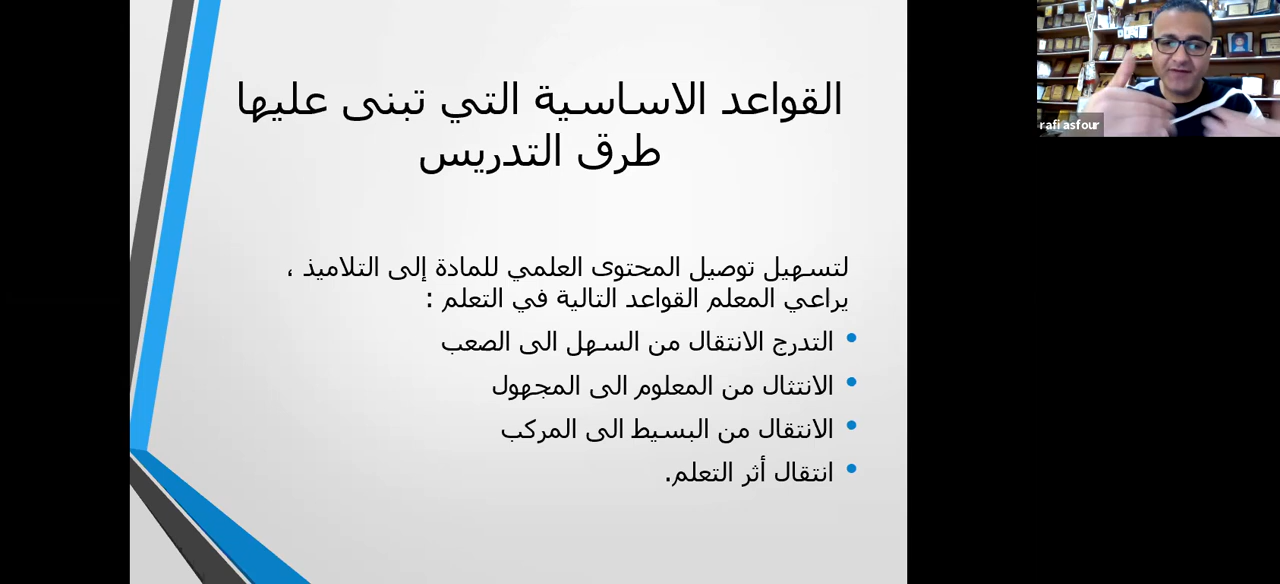 القواعد الاساسية التي تبنى عليها
طرق التدريس
لتسهيل توصيل المحتوى العلمي للمادة إلى التلاميذ ،
يراعي المعلم القواعد التالية في التعلم :
• التدرج الانتقال من السهل الى الصعب
• الانتثال من المعلوم الى المجهول
• الانتقال من البسيط الى المركب
• انتقال أثر التعلم.
rafi asfour